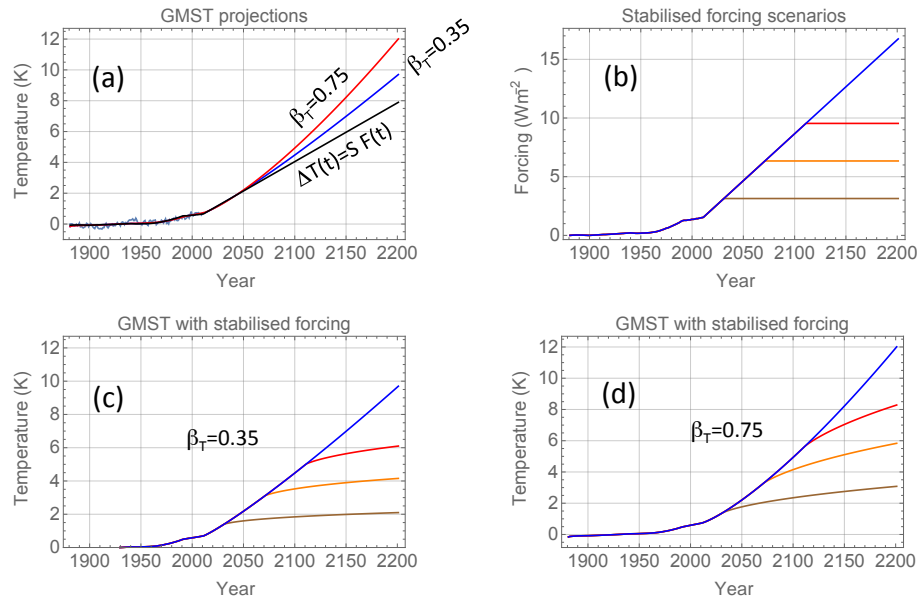 GMST projections
12
10
8
6
4
2
0
Temperature (K)
(a)
β_T=0.75
β_T=0.35
ΔT(t)=S F(t)
1900 1950 2000 2050 2100 2150 2200
Year
Stabilised forcing scenarios
15
10
5
0
Forcing (Wm⁻²)
(b)
1900 1950 2000 2050 2100 2150 2200
Year
GMST with stabilised forcing
12
10
8
6
4
2
0
Temperature (K)
(c)
β_T=0.35
1900 1950 2000 2050 2100 2150 2200
Year
GMST with stabilised forcing
12
10
8
6
4
2
0
Temperature (K)
(d)
β_T=0.75
1900 1950 2000 2050 2100 2150 2200
Year